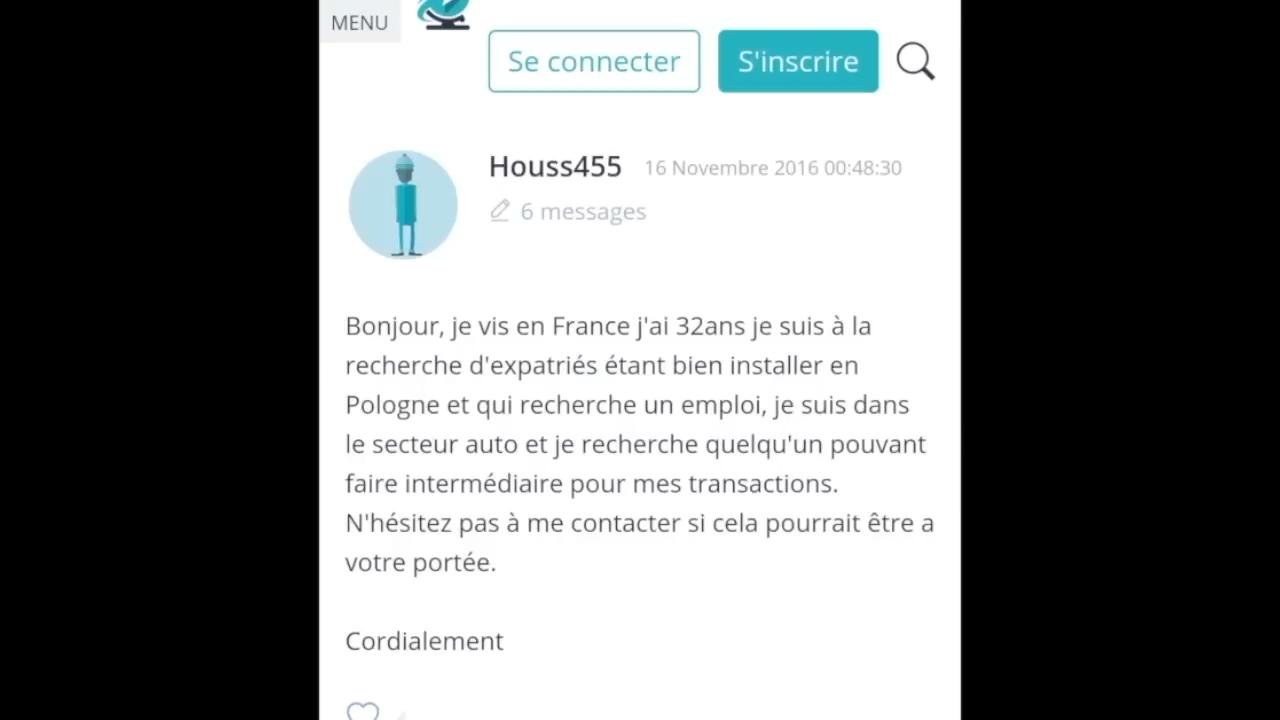 MENU
Se connecter
S'inscrire
Houss455 16 Novembre 2016 00:48:30
6 messages
Bonjour, je vis en France j'ai 32ans je suis à la
recherche d'expatriés étant bien installer en
Pologne et qui recherche un emploi, je suis dans
le secteur auto et je recherche quelqu'un pouvant
faire intermédiaire pour mes transactions.
N'hésitez pas à me contacter si cela pourrait être a
votre portée.
Cordialement